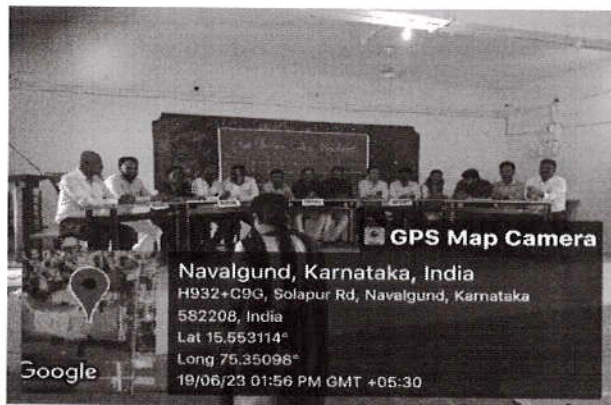 GPS Map Camera
Navalgund, Karnataka, India
H932+C9G, Solapur Rd, Navalgund, Karnataka
582208, India
Lat 15.553114°
Long 75.35098°
19/06/23 01:56 PM GMT +05:30
Google